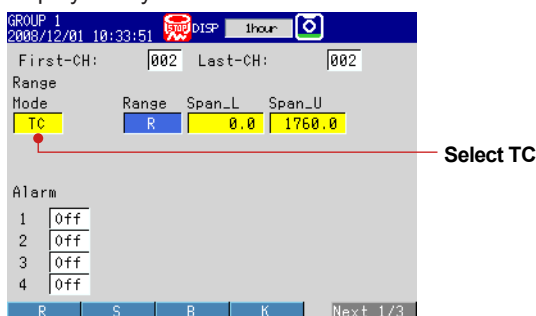 GROUP 1
2008/12/01 10:33:51 STOP DISP 1hour
First-CH: 002 Last-CH: 002
Range
Mode Range Span_L Span_U
TC R 0.0 1760.0
Select TC
Alarm
1 Off
2 Off
3 Off
4 Off
R S B K Next 1/3